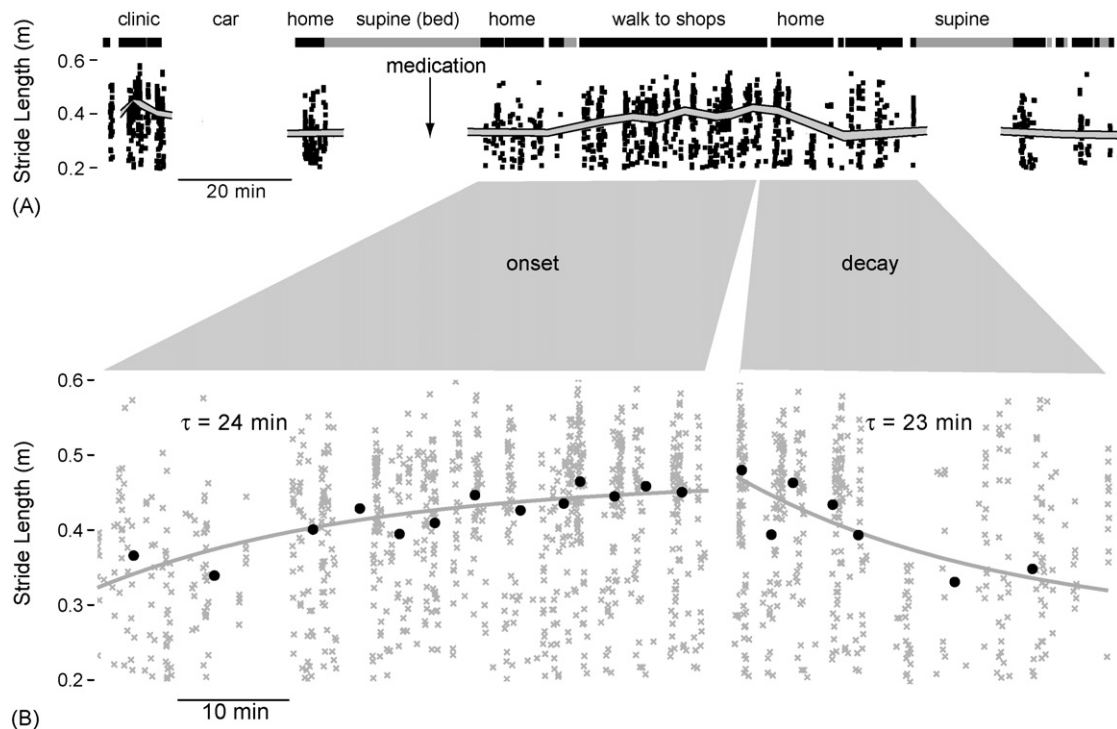 clinic car home supine (bed) home walk to shops home supine
medication
0.6
0.4
0.2
Stride Length (m)
20 min
(A)
onset decay
0.6
τ = 24 min τ = 23 min
0.5
0.4
0.3
0.2
Stride Length (m)
10 min
(B)